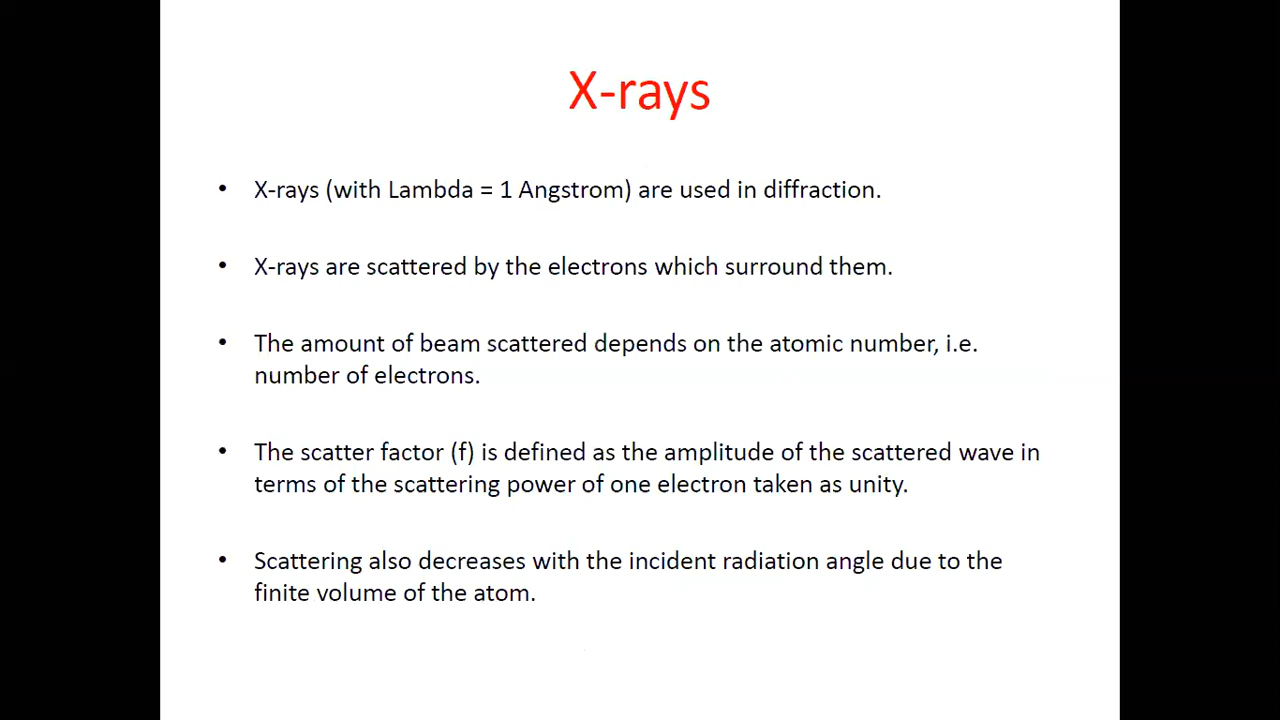 X-rays
• X-rays (with Lambda = 1 Angstrom) are used in diffraction.
• X-rays are scattered by the electrons which surround them.
• The amount of beam scattered depends on the atomic number, i.e.
number of electrons.
• The scatter factor (f) is defined as the amplitude of the scattered wave in
terms of the scattering power of one electron taken as unity.
• Scattering also decreases with the incident radiation angle due to the
finite volume of the atom.